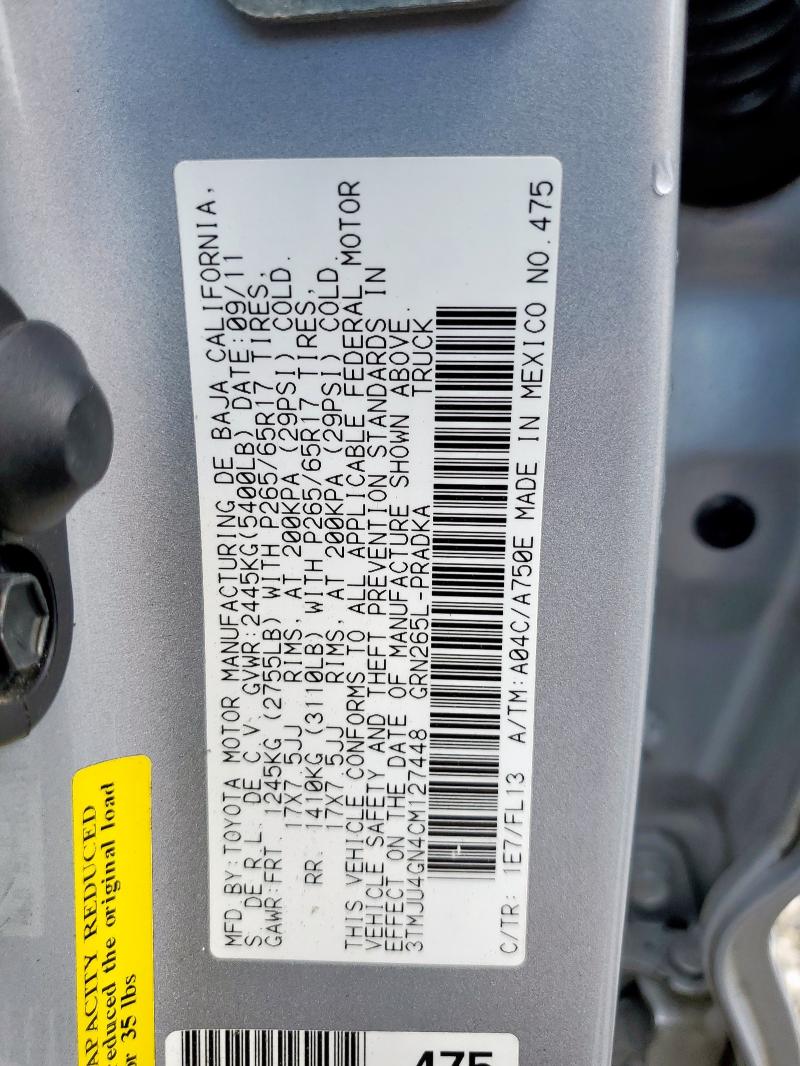 MFD.BY:TOYOTA MOTOR MANUFACTURING DE BAJA CALIFORNIA,
S. DE R.L. DE C.V. GVWR:2445KG(5400LB) DATE:09/11
GAWR:FRT. 1245KG (2755LB) WITH P265/65R17 TIRES,
17X7.5JJ RIMS, AT 200KPA (29PSI) COLD.
RR. 1410KG (3110LB) WITH P265/65R17 TIRES,
17X7.5JJ RIMS, AT 200KPA (29PSI) COLD.
THIS VEHICLE CONFORMS TO ALL APPLICABLE FEDERAL MOTOR
VEHICLE SAFETY AND THEFT PREVENTION STANDARDS IN
EFFECT ON THE DATE OF MANUFACTURE SHOWN ABOVE.
3TMJU4GN4CM127448 GRN265L-PRADKA TRUCK
C/TR: 1E7/FL13 A/TM:A04C/A750E MADE IN MEXICO NO.475
APACITY REDUCED
educed the original load
or 35 lbs
475